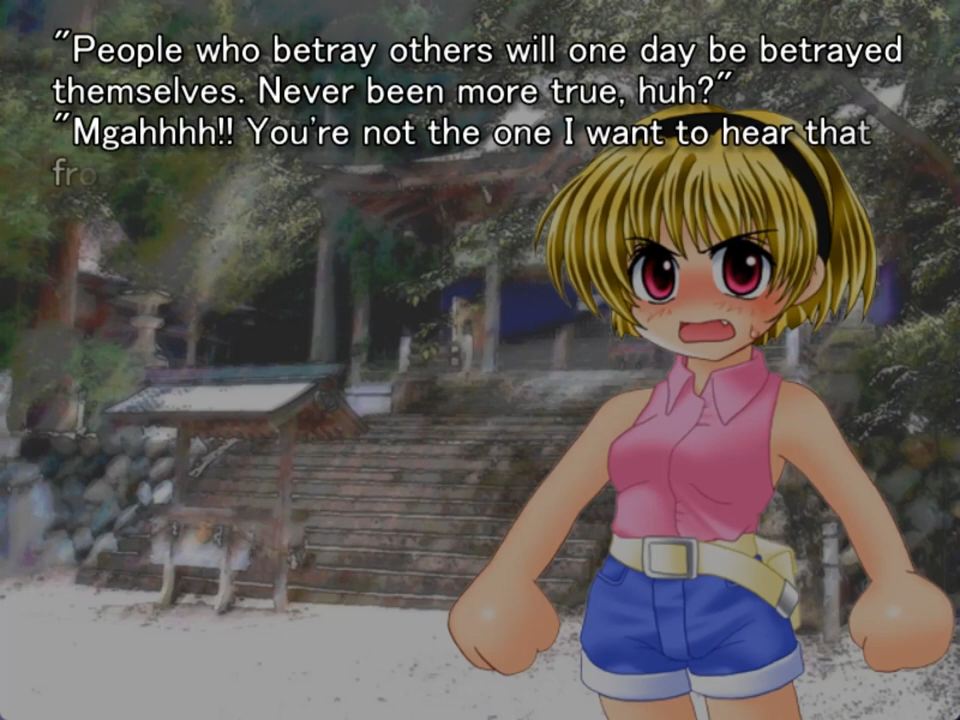 "People who betray others will one day be betrayed
themselves. Never been more true, huh?"
"Mgahhhh!! You're not the one I want to hear that
fro